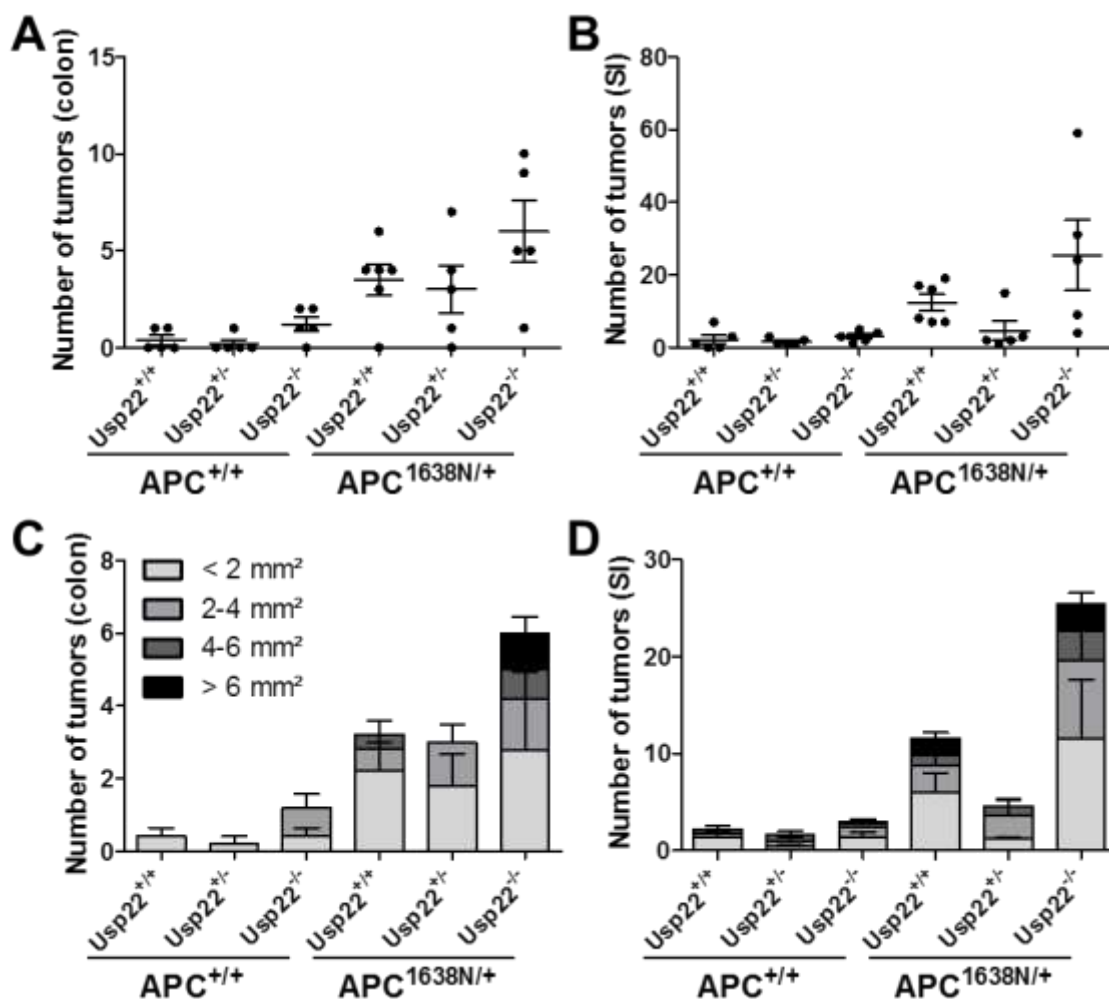 A
Number of tumors (colon)
15
10
5
0
Usp22+/+
Usp22+/-
Usp22-/-
Usp22+/+
Usp22+/-
Usp22-/-
APC+/+
APC1638N/+
B
Number of tumors (SI)
80
60
40
20
0
Usp22+/+
Usp22+/-
Usp22-/-
Usp22+/+
Usp22+/-
Usp22-/-
APC+/+
APC1638N/+
C
Number of tumors (colon)
8
6
4
2
0
< 2 mm²
2-4 mm²
4-6 mm²
> 6 mm²
Usp22+/+
Usp22+/-
Usp22-/-
Usp22+/+
Usp22+/-
Usp22-/-
APC+/+
APC1638N/+
D
Number of tumors (SI)
30
20
10
0
Usp22+/+
Usp22+/-
Usp22-/-
Usp22+/+
Usp22+/-
Usp22-/-
APC+/+
APC1638N/+